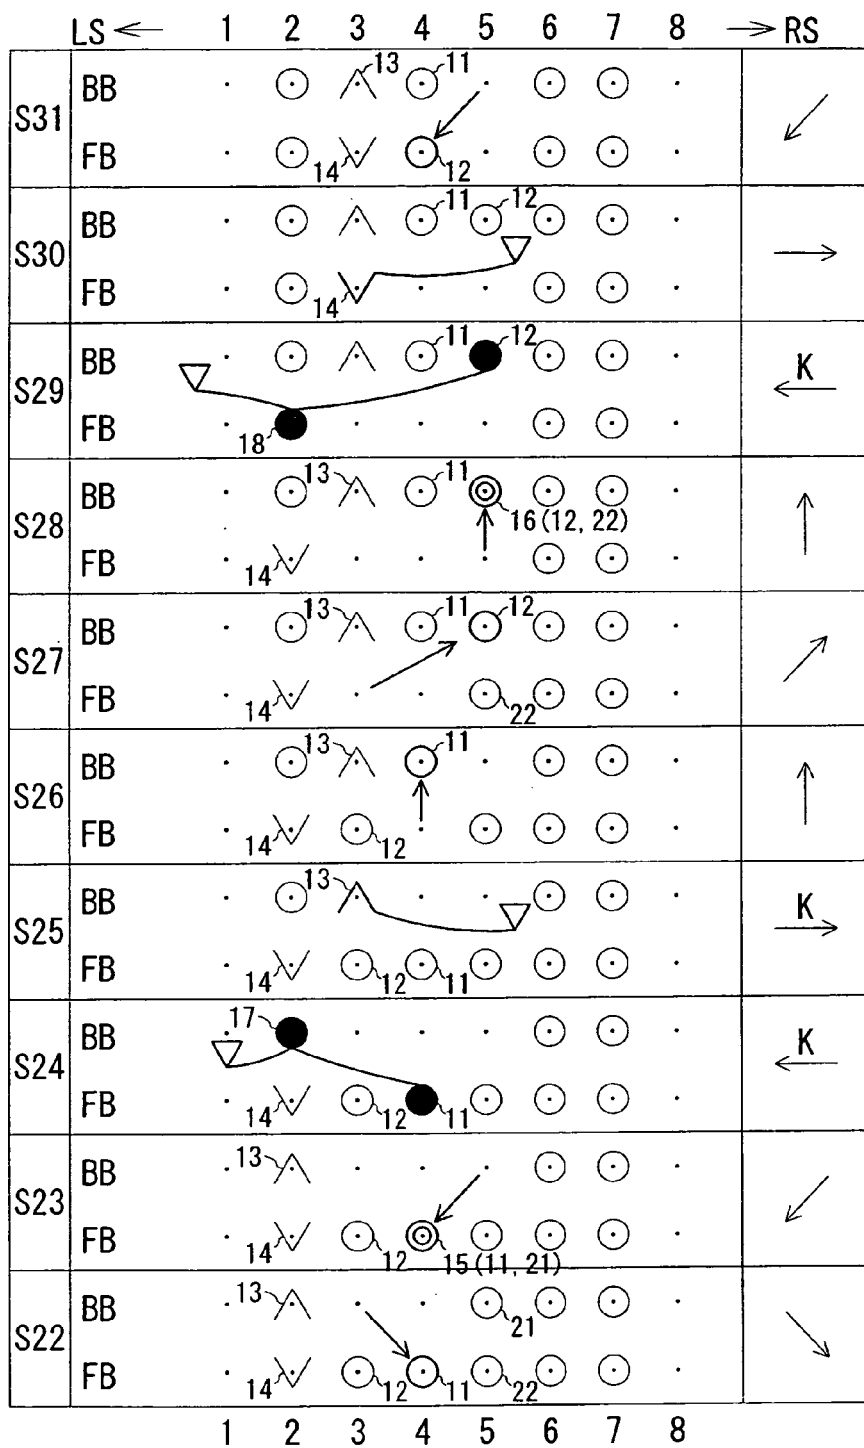 LS ← 1 2 3 4 5 6 7 8 → RS
S31
BB 13 11
FB 14 12
S30
BB 11 12
FB 14
S29
BB 11 12 K
FB 18
S28
BB 13 11
16 (12, 22)
FB 14
S27
BB 13 11 12
FB 14 22
S26
BB 13 11
FB 14 12
S25
BB 13 K
FB 14 12 11
S24
BB 17 K
FB 14 12 11
S23
BB 13
FB 14 12 15 (11, 21)
S22
BB 13 21
FB 14 12 11 22
1 2 3 4 5 6 7 8